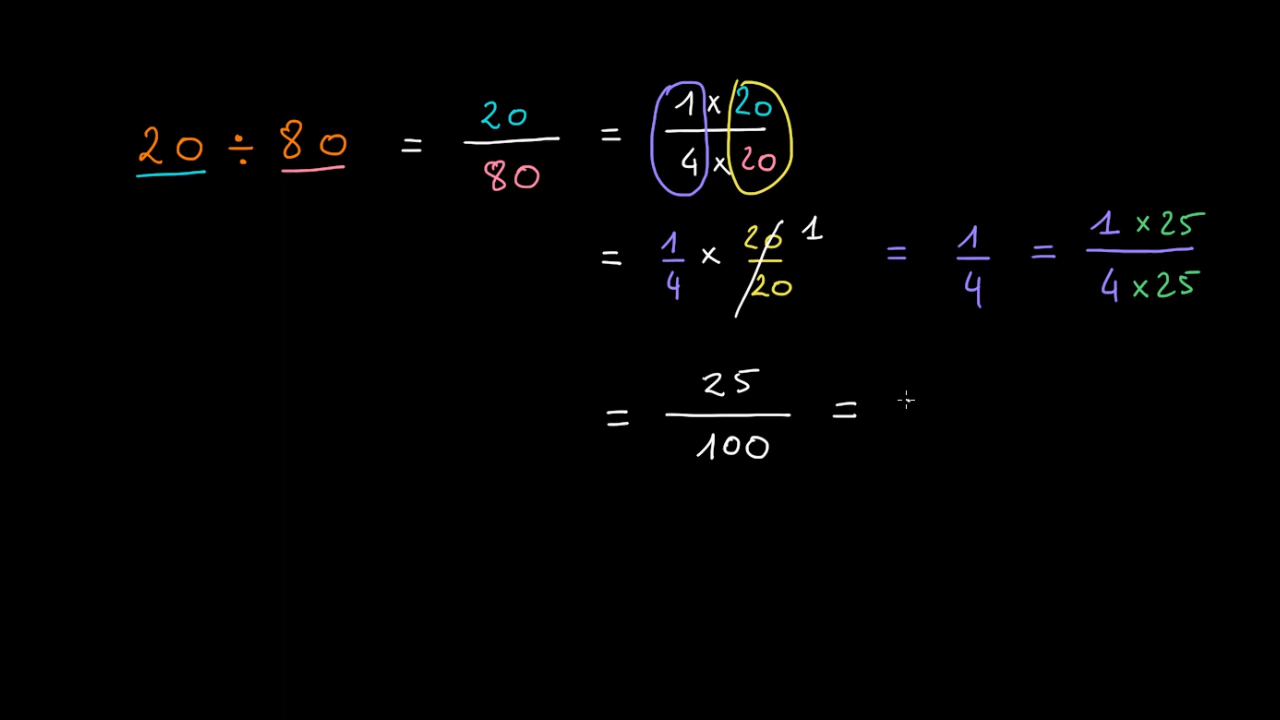 20 ÷ 80 = 20/80 = 1 × 20 / 4 × 20
= 1/4 × 20/20 1 = 1/4 = 1 × 25 / 4 × 25
= 25/100 =